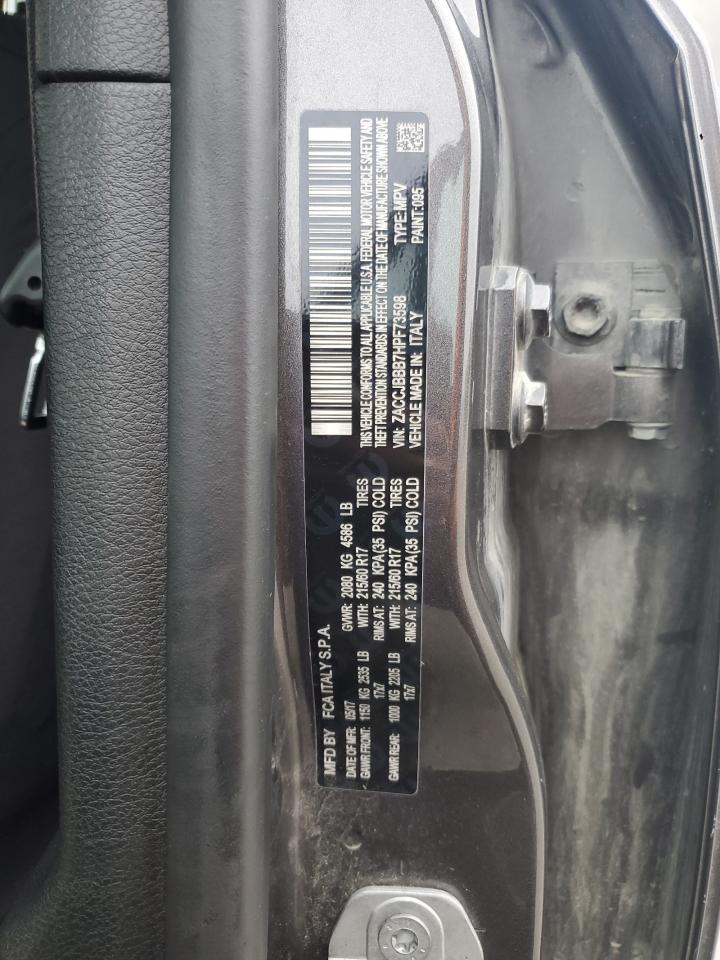 MFD BY FCA ITALY S.P.A.
DATE OF MFR: 05/17 GVWR: 2080 KG 4586 LB
GAWR FRONT: 1150 KG 2535 LB WITH: 215/60 R17 TIRES
17x7 RIMS AT: 240 KPA(35 PSI) COLD
GAWR REAR: 1000 KG 2205 LB WITH: 215/60 R17 TIRES
17x7 RIMS AT: 240 KPA(35 PSI) COLD
THIS VEHICLE CONFORMS TO ALL APPLICABLE U.S.A. FEDERAL MOTOR VEHICLE SAFETY AND
THEFT PREVENTION STANDARDS IN EFFECT ON THE DATE OF MANUFACTURE SHOWN ABOVE
VIN: ZACCJBBB7HPF73598 TYPE:MPV
VEHICLE MADE IN: ITALY PAINT:095